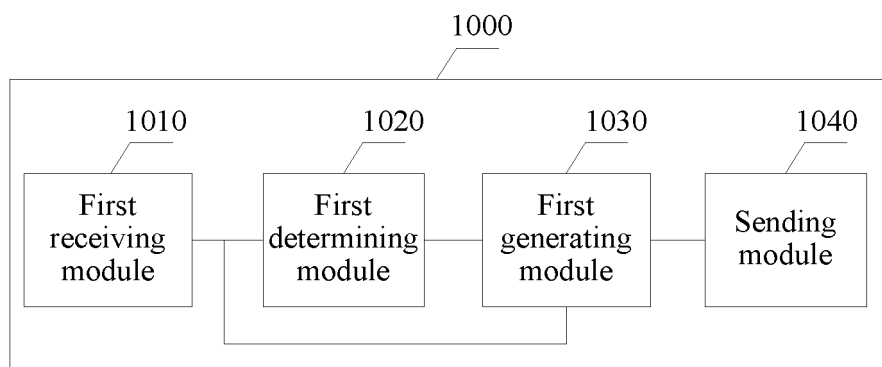 1000
1010
1020
1030
1040
First
receiving
module
First
determining
module
First
generating
module
Sending
module